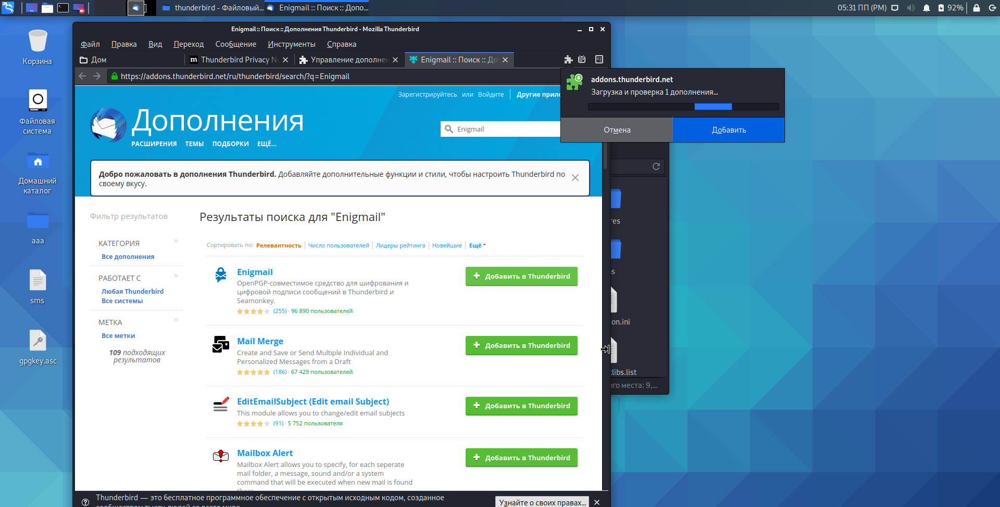 thunderbird - Файловый...
Enigmail :: Поиск :: Допо...
05:31 ПП (PM)
92%
Корзина
Файловая
система
Домашний
каталог
aaa
sms
gpgkey.asc
Enigmail :: Поиск :: Дополнения Thunderbird - Mozilla Thunderbird
Файл Правка Вид Переход Сообщение Инструменты Справка
Дом
Thunderbird Privacy N
Управление дополнен
Enigmail :: Поиск :: До
https://addons.thunderbird.net/ru/thunderbird/search/?q=Enigmail
addons.thunderbird.net
Загрузка и проверка 1 дополнения...
Отмена
Добавить
Зарегистрируйтесь или Войдите
Другие прило
Дополнения
Enigmail
РАСШИРЕНИЯ ТЕМЫ ПОДБОРКИ ЕЩЁ...
Добро пожаловать в дополнения Thunderbird. Добавляйте дополнительные функции и стили, чтобы настроить Thunderbird по
своему вкусу.
Фильтр результатов
КАТЕГОРИЯ
Все дополнения
РАБОТАЕТ С
Любая Thunderbird
Все системы
МЕТКА
Все метки
109 подходящих
результатов
Результаты поиска для "Enigmail"
Сортировать по: Релевантность Число пользователей Лидеры рейтинга Новейшие Ещё
Enigmail
OpenPGP-совместимое средство для шифрования и
цифровой подписи сообщений в Thunderbird и
Seamonkey.
(255) · 96 890 пользователей
+ Добавить в Thunderbird
Mail Merge
Create and Save or Send Multiple Individual and
Personalized Messages from a Draft
(186) · 67 429 пользователей
+ Добавить в Thunderbird
EditEmailSubject (Edit email Subject)
This module allows you to change/edit email subjects
(91) · 5 752 пользователя
+ Добавить в Thunderbird
Mailbox Alert
Mailbox Alert allows you to specify, for each seperate
mail folder, a message, sound and/or a system
command that will be executed when new mail is found
+ Добавить в Thunderbird
res
s
on.ini
tlibs.list
ого места: 9,...
Thunderbird — это бесплатное программное обеспечение с открытым исходным кодом, созданное
Узнайте о своих правах...